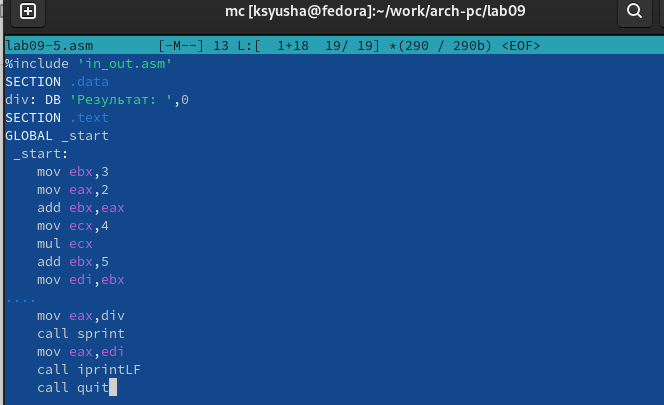 mc [ksyusha@fedora]:~/work/arch-pc/lab09
lab09-5.asm [-M--] 13 L:[ 1+18 19/ 19] *(290 / 290b) <EOF>
%include 'in_out.asm'
SECTION .data
div: DB 'Результат: ',0
SECTION .text
GLOBAL _start
_start:
mov ebx,3
mov eax,2
add ebx,eax
mov ecx,4
mul ecx
add ebx,5
mov edi,ebx
....
mov eax,div
call sprint
mov eax,edi
call iprintLF
call quit